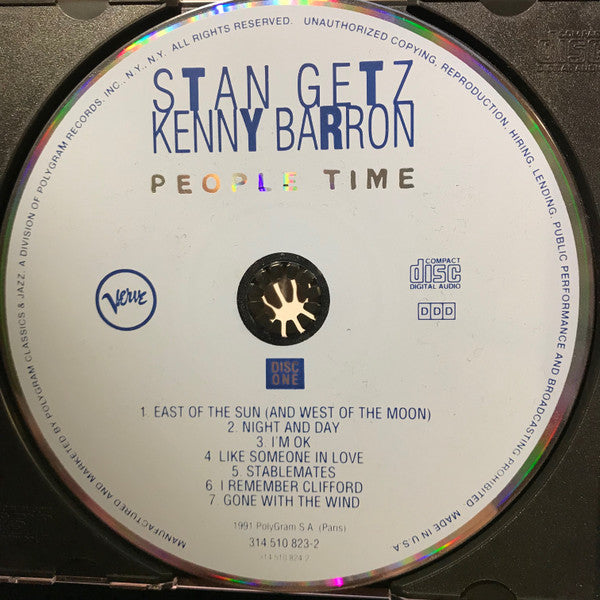 STAN GETZ
KENNY BARRON
PEOPLE TIME
Verve
COMPACT
disc
DIGITAL AUDIO
DDD
DISC
ONE
1. EAST OF THE SUN (AND WEST OF THE MOON)
2. NIGHT AND DAY
3. I'M OK
4. LIKE SOMEONE IN LOVE
5. STABLEMATES
6. I REMEMBER CLIFFORD
7. GONE WITH THE WIND
1991 PolyGram S.A. (Paris)
314 510 823-2
314 510 824-2
MANUFACTURED AND MARKETED BY POLYGRAM CLASSICS & JAZZ, A DIVISION OF POLYGRAM RECORDS, INC., N.Y., N.Y. ALL RIGHTS RESERVED. UNAUTHORIZED COPYING, REPRODUCTION, HIRING, LENDING, PUBLIC PERFORMANCE AND BROADCASTING PROHIBITED. MADE IN U.S.A.